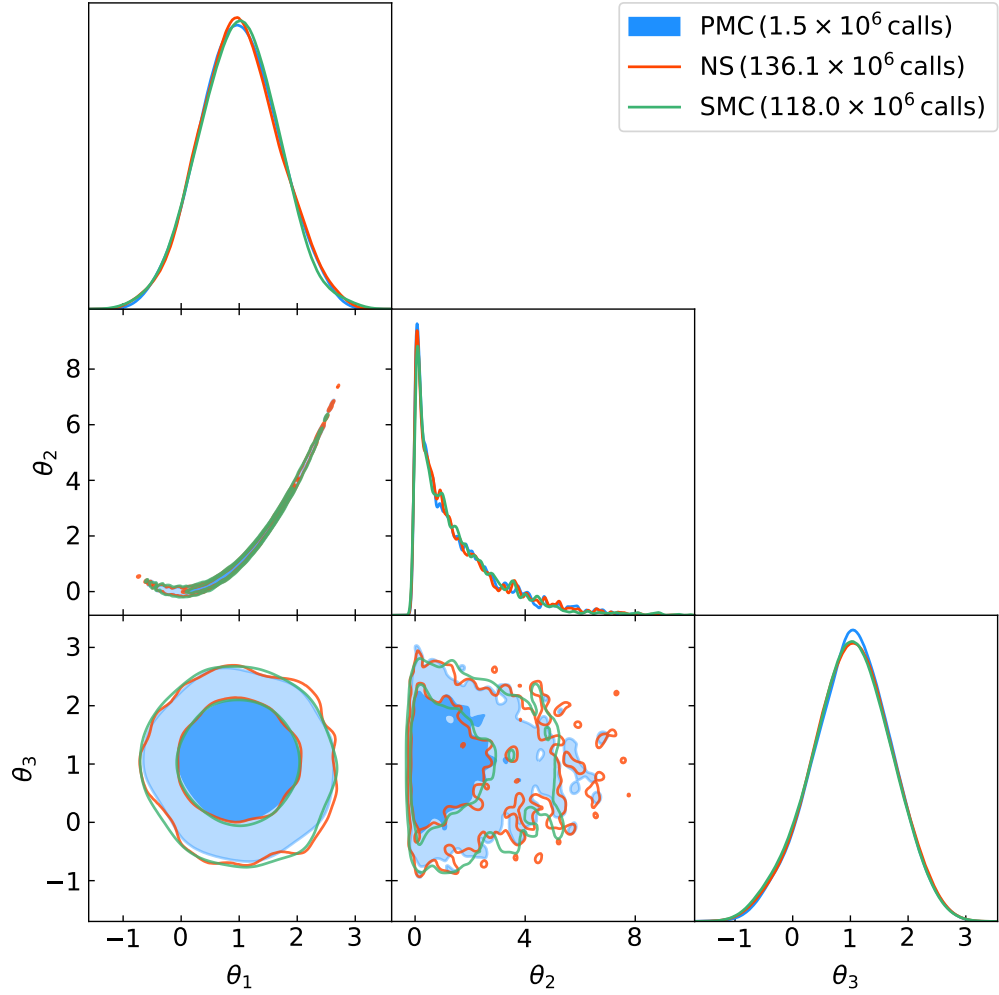 PMC (1.5 × 10⁶ calls)
NS (136.1 × 10⁶ calls)
SMC (118.0 × 10⁶ calls)
8
6
4
2
0
θ₂
3
2
1
0
−1
θ₃
−1 0 1 2 3
0 4 8
−1 0 1 2 3
θ₁
θ₂
θ₃